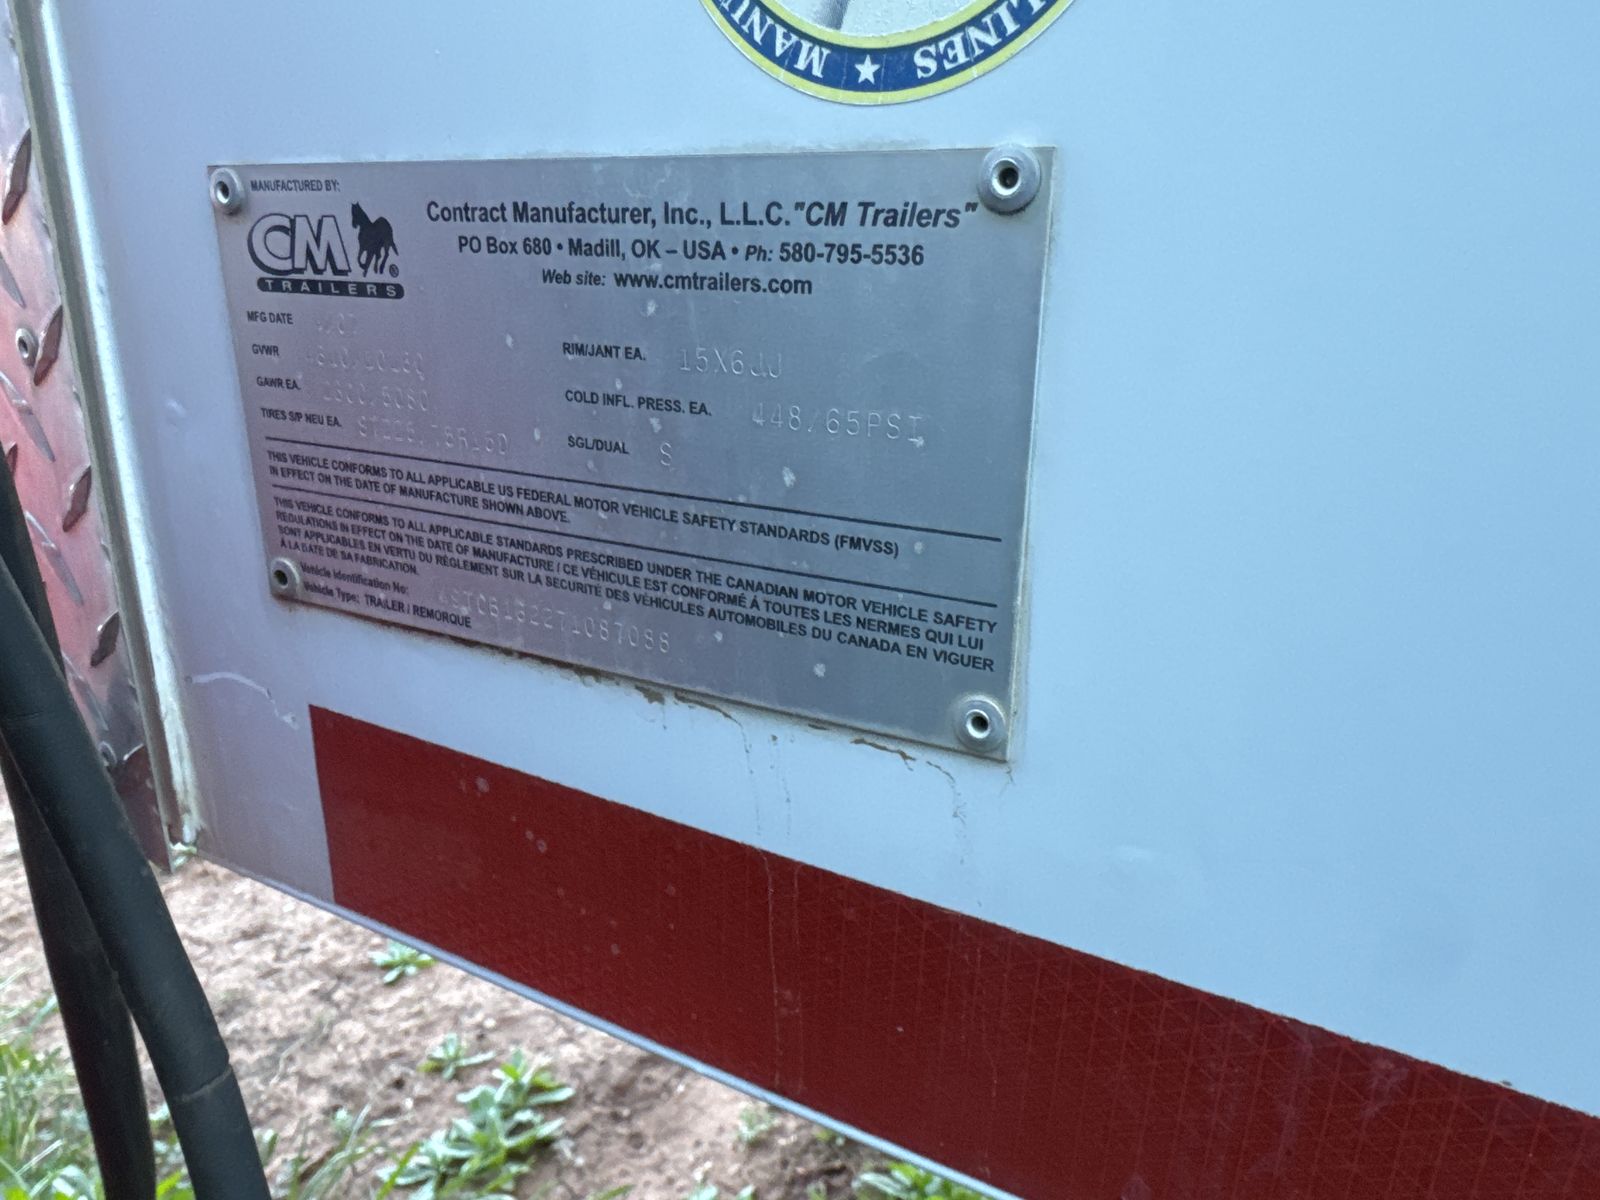 MANU
LINES ★ MANU
MANUFACTURED BY:
CM
TRAILERS
Contract Manufacturer, Inc., L.L.C. "CM Trailers"
PO Box 680 • Madill, OK – USA • Ph: 580-795-5536
Web site: www.cmtrailers.com
MFG DATE
GVWR
GAWR EA.
TIRES S/P NEU EA.
RIM/JANT EA. 15X6JJ
COLD INFL. PRESS. EA. 448/65PSI
SGL/DUAL S
THIS VEHICLE CONFORMS TO ALL APPLICABLE US FEDERAL MOTOR VEHICLE SAFETY STANDARDS (FMVSS)
IN EFFECT ON THE DATE OF MANUFACTURE SHOWN ABOVE.
THIS VEHICLE CONFORMS TO ALL APPLICABLE STANDARDS PRESCRIBED UNDER THE CANADIAN MOTOR VEHICLE SAFETY
REGULATIONS IN EFFECT ON THE DATE OF MANUFACTURE / CE VÉHICULE EST CONFORMÉ À TOUTES LES NERMES QUI LUI
SONT APPLICABLES EN VERTU DU RÈGLEMENT SUR LA SECURITÉ DES VÉHICULES AUTOMOBILES DU CANADA EN VIGUER
À LA DATE DE SA FABRICATION.
Vehicle Identification No:
Vehicle Type: TRAILER / REMORQUE